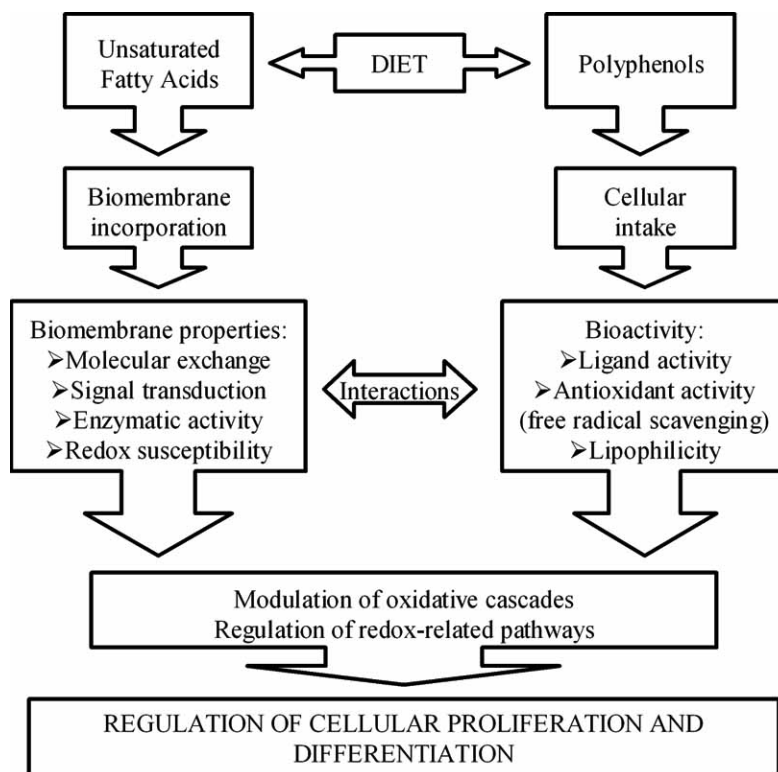 Unsaturated
Fatty Acids
DIET
Polyphenols
Biomembrane
incorporation
Cellular
intake
Biomembrane properties:
➢Molecular exchange
➢Signal transduction
➢Enzymatic activity
➢Redox susceptibility
Interactions
Bioactivity:
➢Ligand activity
➢Antioxidant activity
(free radical scavenging)
➢Lipophilicity
Modulation of oxidative cascades
Regulation of redox-related pathways
REGULATION OF CELLULAR PROLIFERATION AND
DIFFERENTIATION